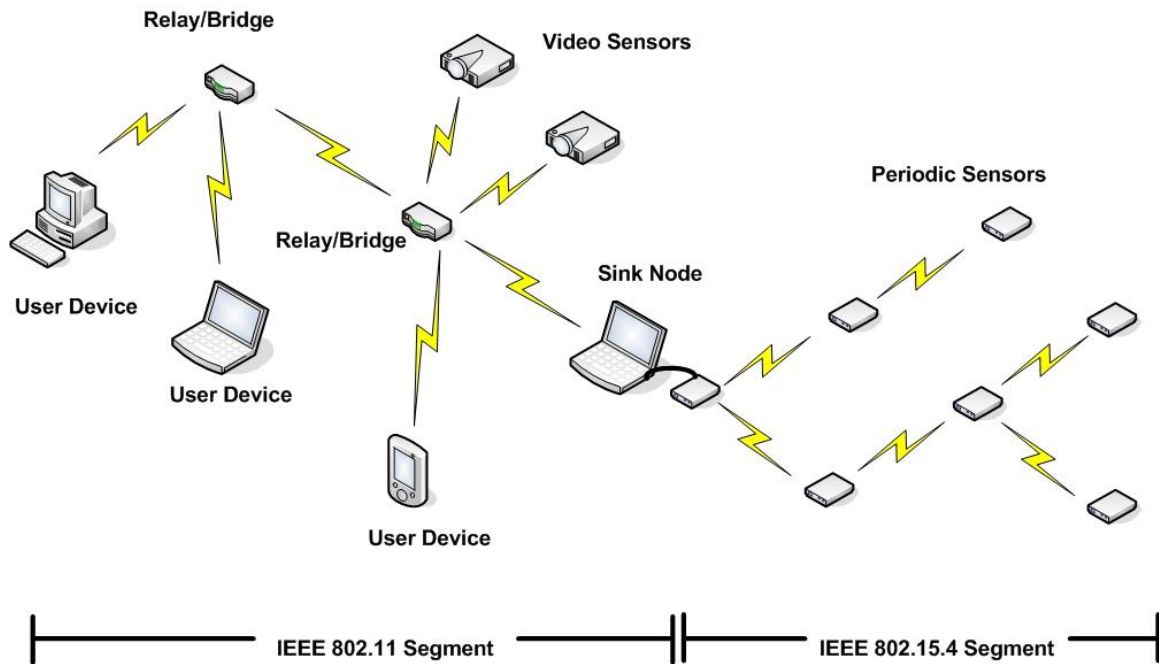 Relay/Bridge
Video Sensors
Periodic Sensors
Relay/Bridge
Sink Node
User Device
User Device
User Device
IEEE 802.11 Segment
IEEE 802.15.4 Segment